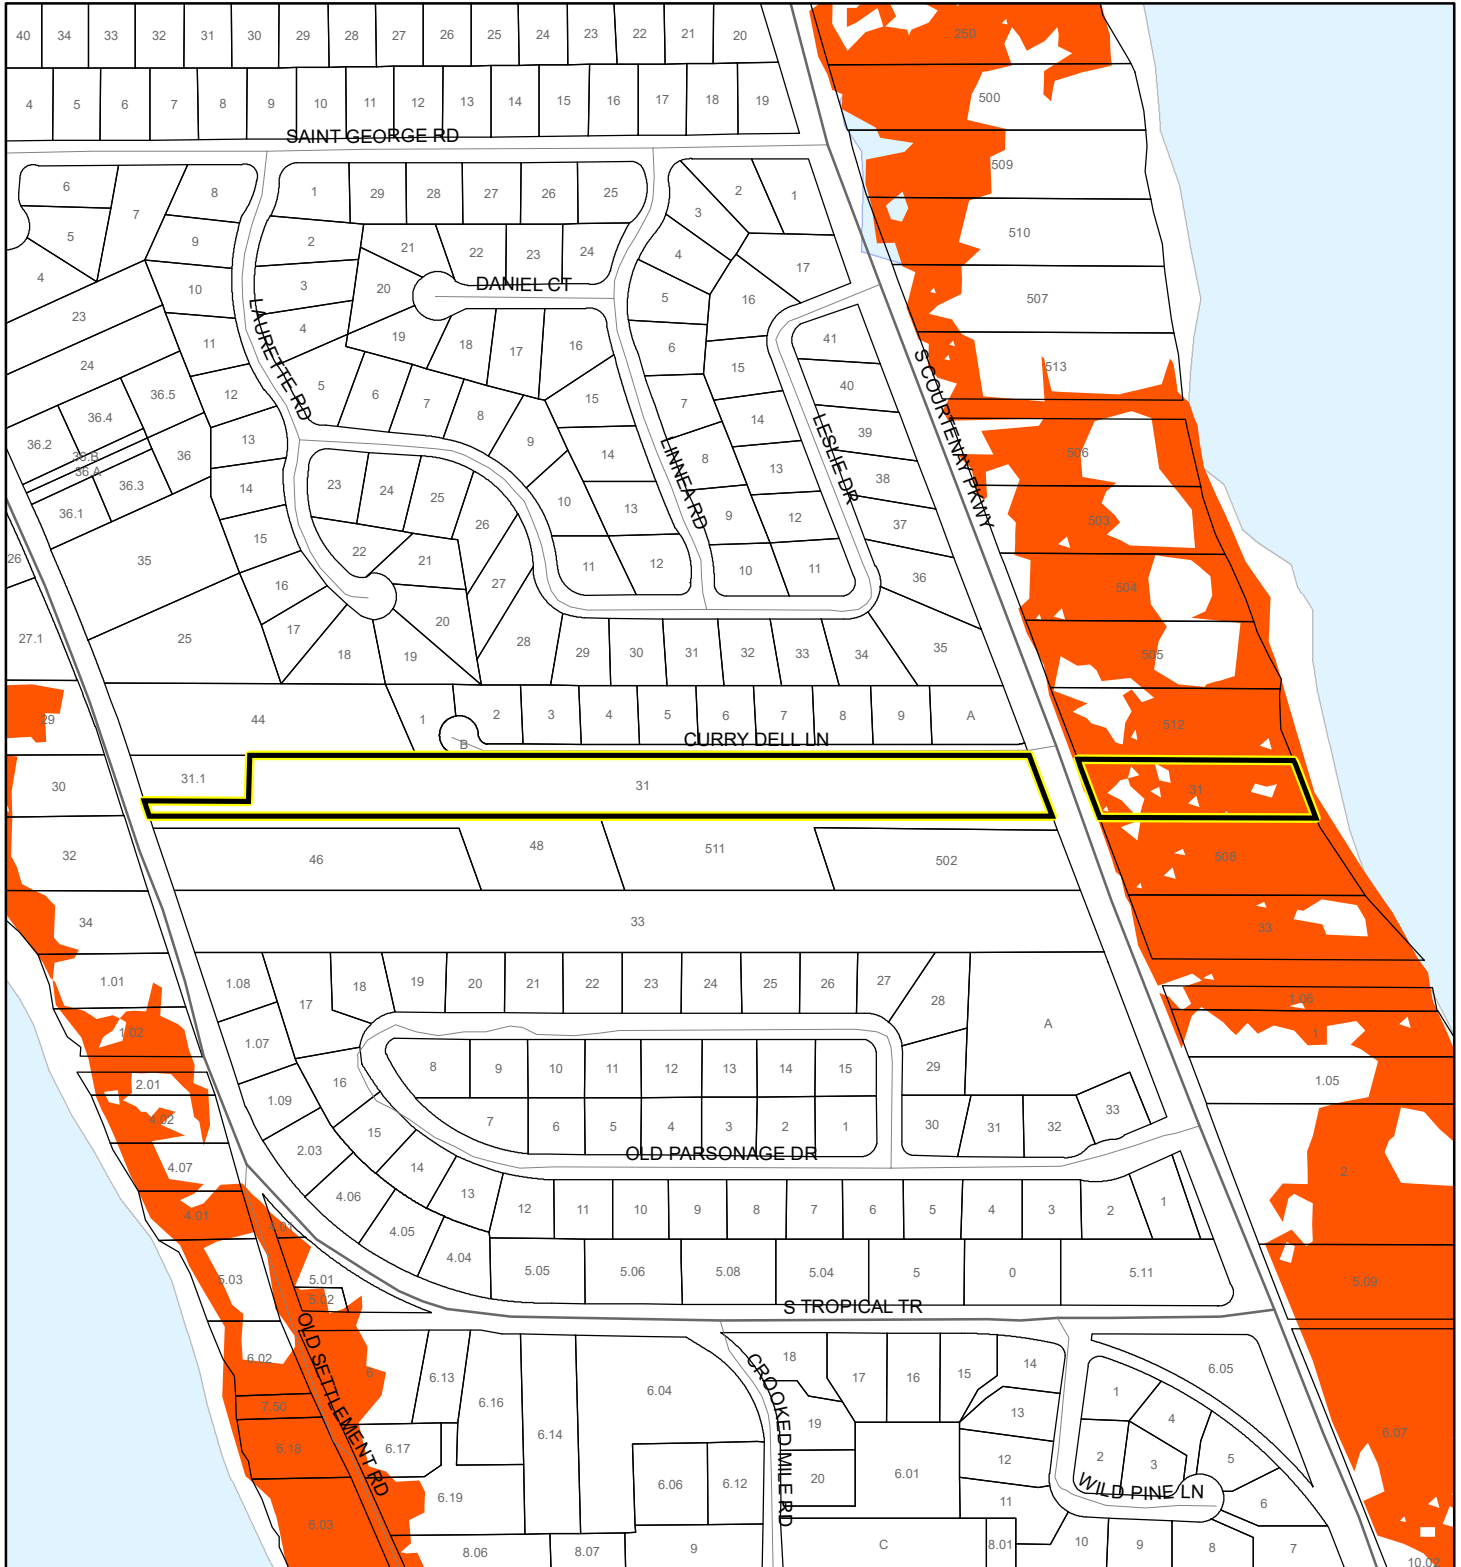 40 34 33 32 31 30 29 28 27 26 25 24 23 22 21 20 250
4 5 6 7 8 9 10 11 12 13 14 15 16 17 18 19 500
SAINT GEORGE RD
509
6 7 8 1 29 28 27 26 25 2 1
5 9 2 21 22 23 24 3 510
4 10 3 20 DANIEL CT 4 17 507
23 11 4 19 18 17 16 5 16
24 12 5 6 7 8 15 6 15 41 513
LAURETTE RD
S COURTENAY PKWY
36.5 36.4 36.2 13 9 7 14 40
LINNEA RD
LESLIE DR
36.B 36 14 8 13 39 506
36.A 36.3 14 23 24 25 10 13 38
36.1 15 26 9 12 37 503
26 35 22 21 11 12 10 11 36
16 27 504
27.1 25 17 18 19 20 28 29 30 31 32 33 34 35 505
29 44 1 2 3 4 5 6 7 8 9 A 512
B CURRY DELL LN
30 31.1 31 31
32 46 48 511 502 508
34 33 33
1.01 1.08 17 18 19 20 21 22 23 24 25 26 27 28 1.06
1.02 1.07 A 1
2.01 16 8 9 10 11 12 13 14 15 29 1.05
4.02 1.09 15 7 6 5 4 3 2 1 30 31 32 33
4.07 2.03 14 OLD PARSONAGE DR
4.01 4.06 13 12 11 10 9 8 7 6 5 4 3 2 1 2
4.01 4.05
5.03 5.01 4.04 5.05 5.06 5.08 5.04 5 0 5.11 5.09
5.02
S TROPICAL TR
OLD SETTLEMENT RD
6.02 6 6.13 6.16 6.04 18 17 16 15 14 6.05
CROOKED MILE RD
7.50 6.14 19 13 1 4
6.18 6.17 12 2 3 5 6.07
6.19 6.06 6.12 20 6.01 11
WILD PINE LN
6
6.03 8.06 8.07 9 C 8.01 10 9 8 7 10.02